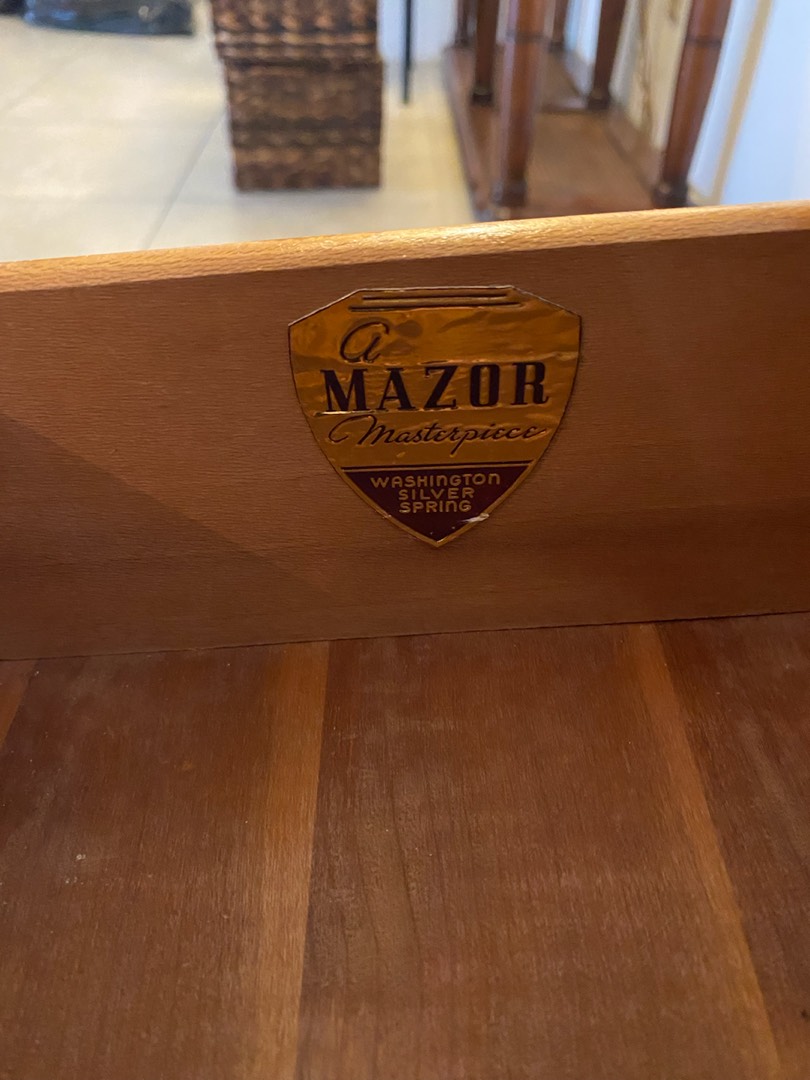 a
MAZOR
Masterpiece
WASHINGTON
SILVER
SPRING